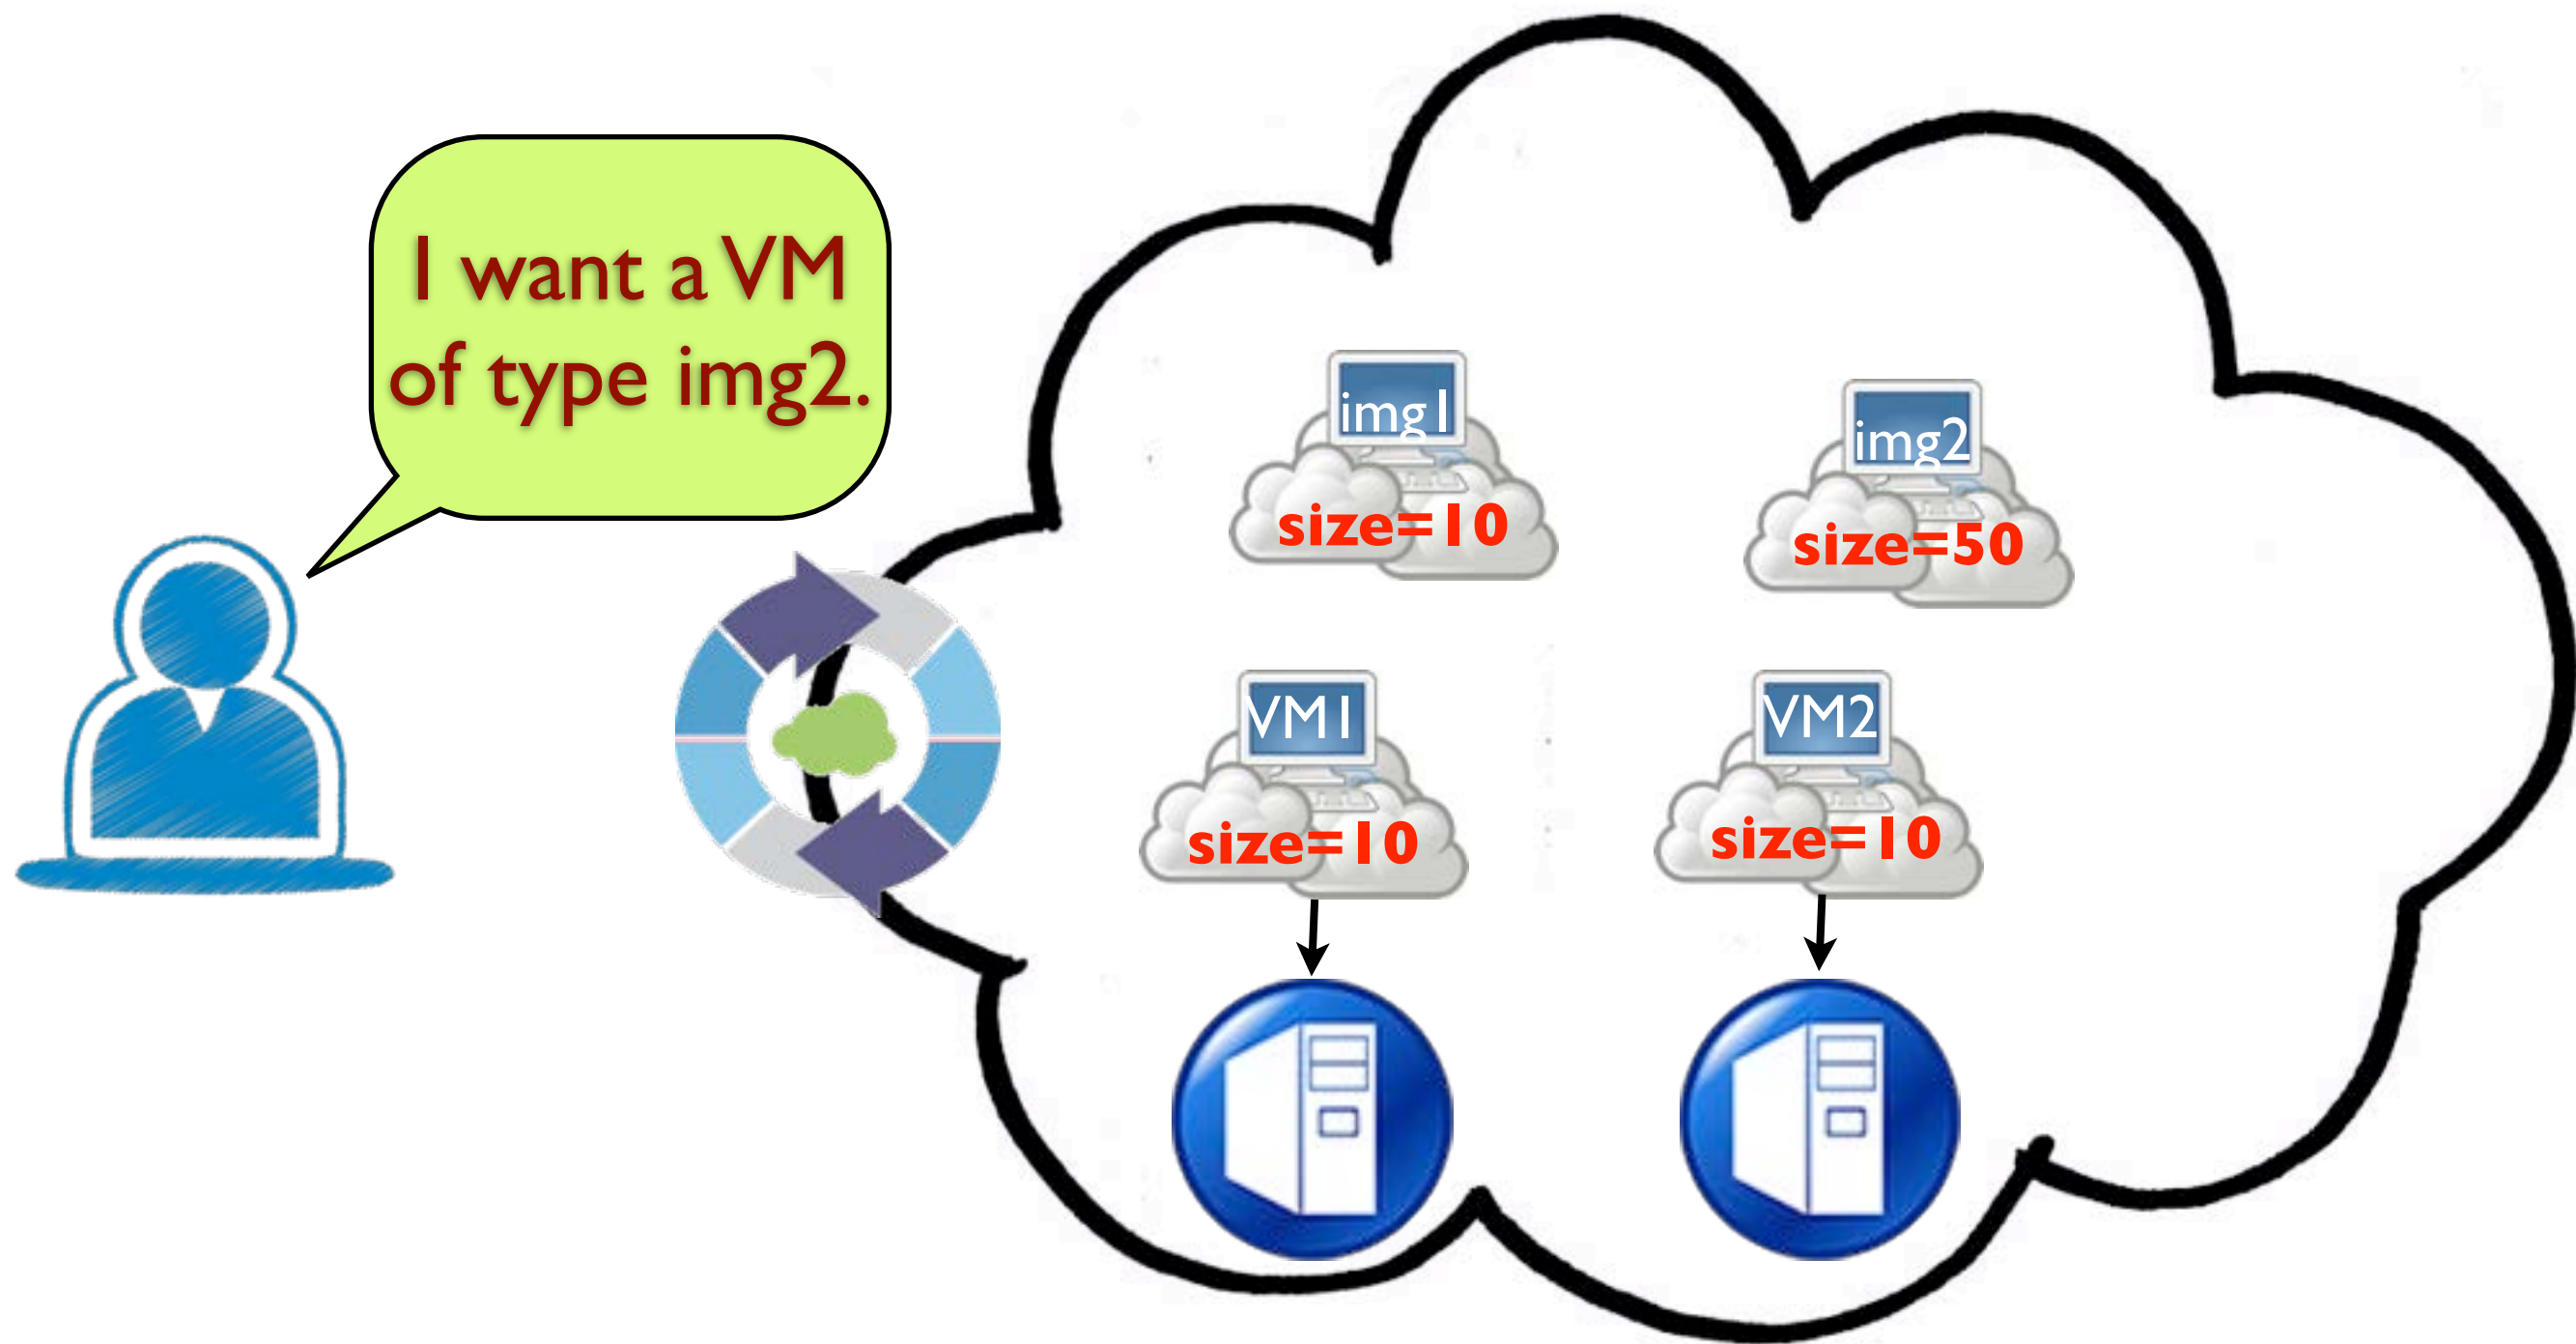 I want a VM
of type img2.
img1
size=10
img2
size=50
VM1
size=10
VM2
size=10